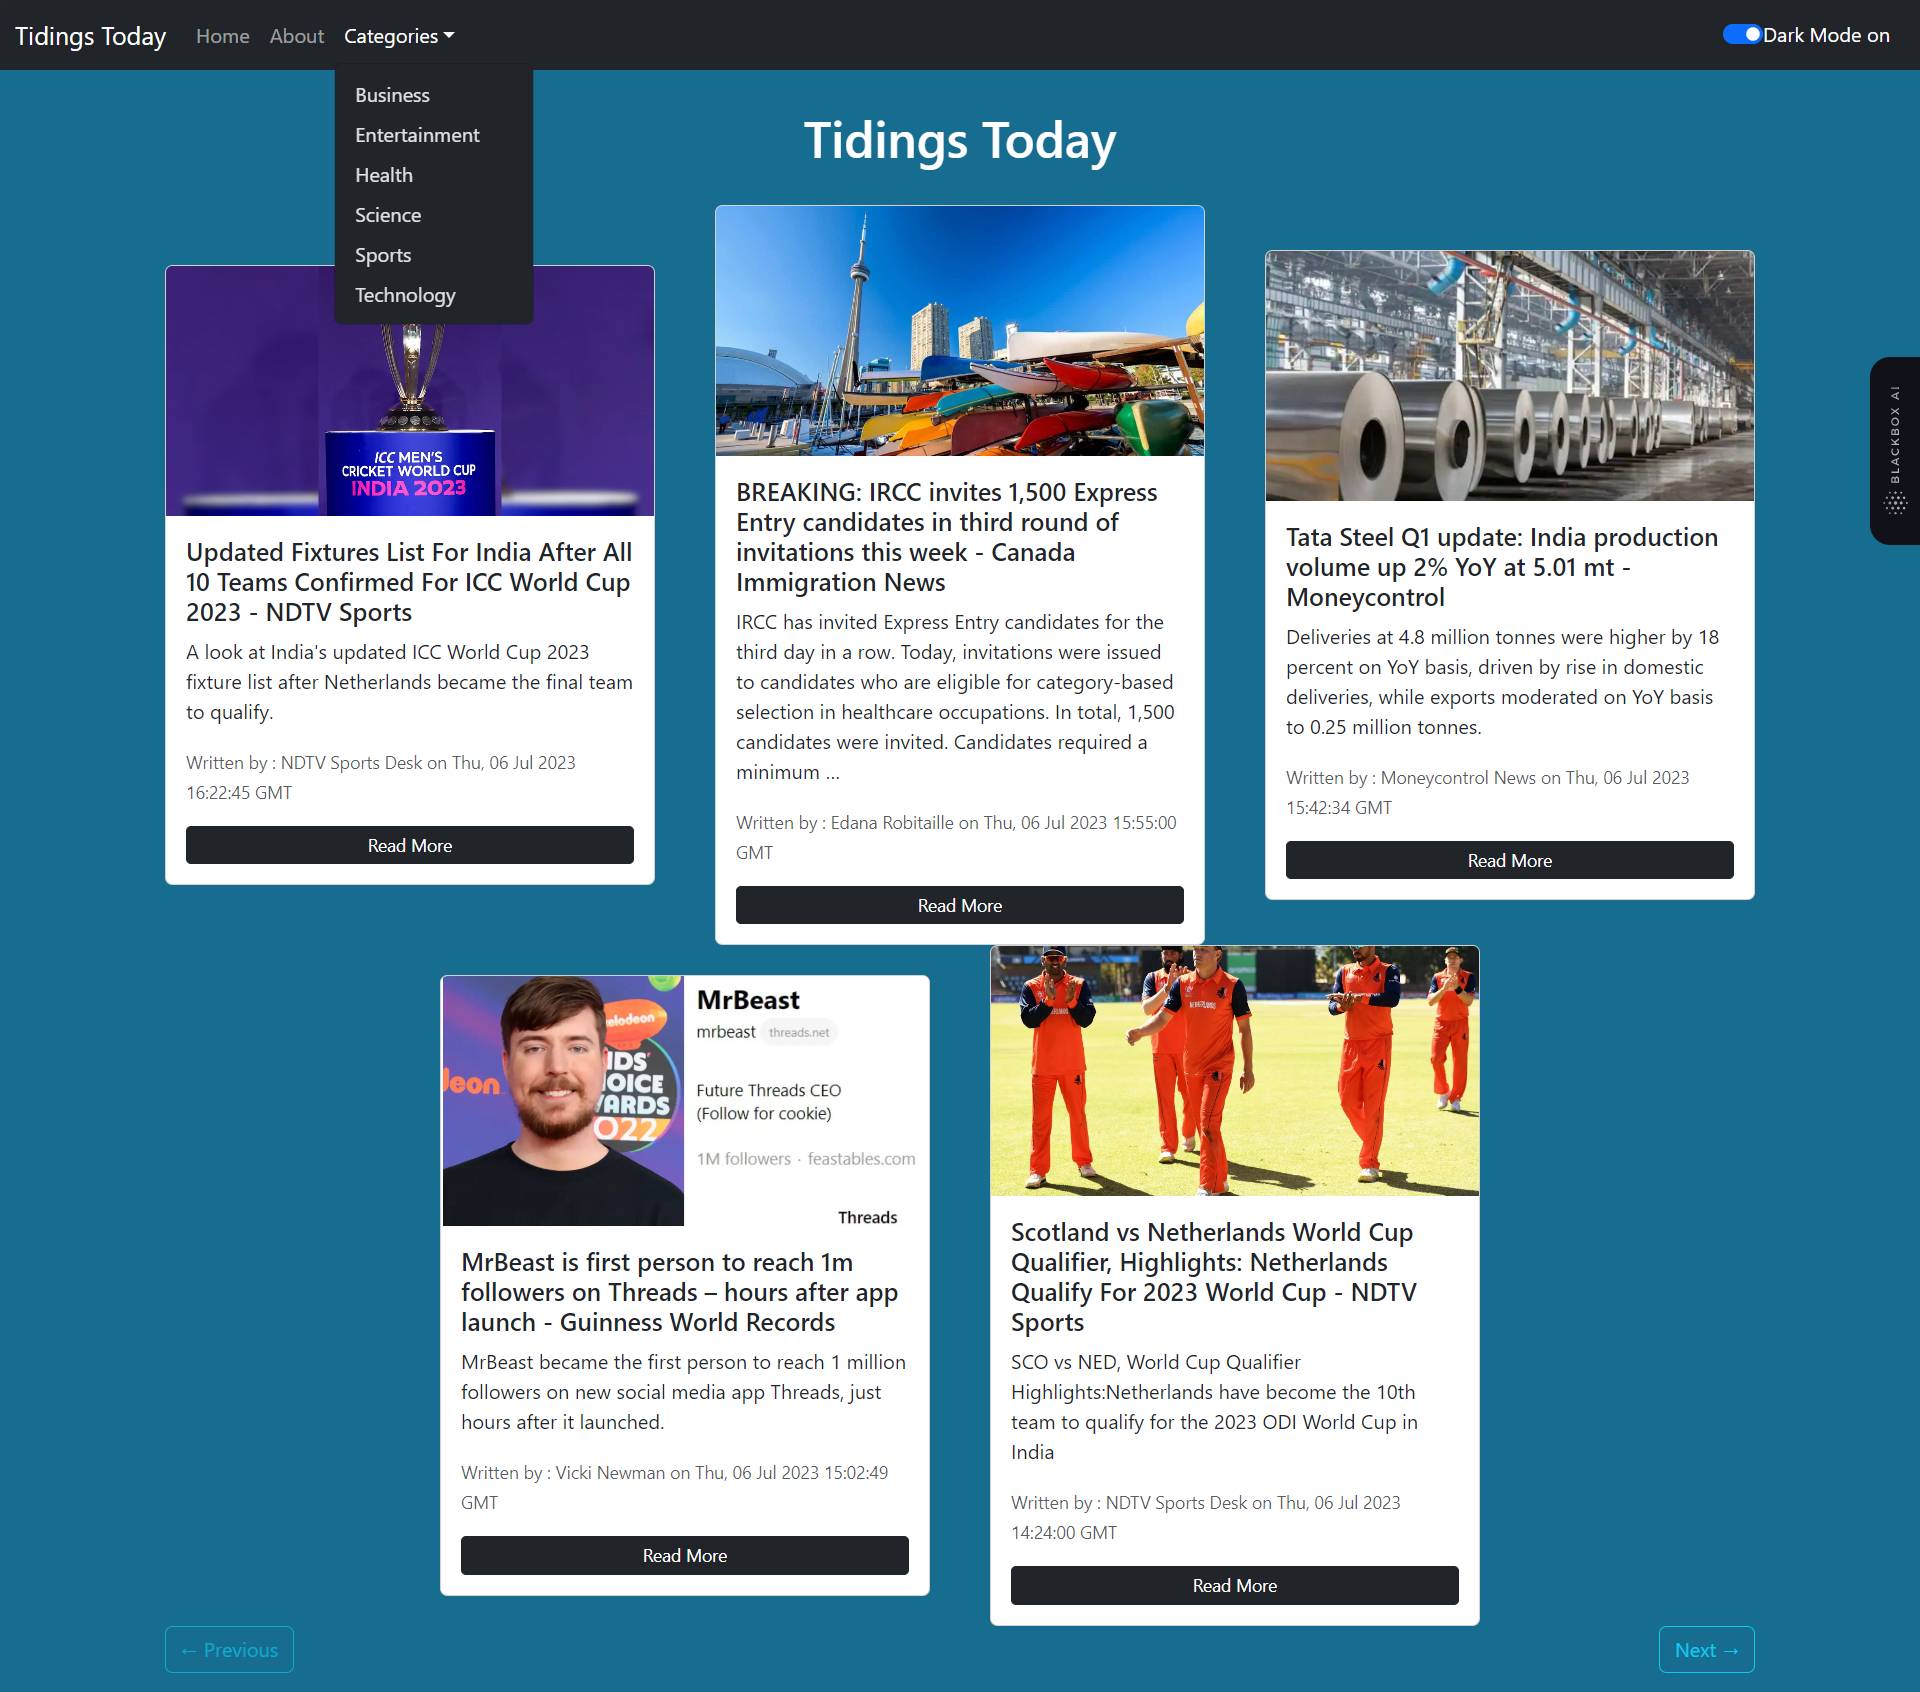 Tidings Today
Home
About
Categories
Dark Mode on
Business
Entertainment
Health
Science
Sports
Technology
Tidings Today
ICC MEN'S
CRICKET WORLD CUP
INDIA 2023
Updated Fixtures List For India After All
10 Teams Confirmed For ICC World Cup
2023 - NDTV Sports
A look at India's updated ICC World Cup 2023
fixture list after Netherlands became the final team
to qualify.
Written by : NDTV Sports Desk on Thu, 06 Jul 2023
16:22:45 GMT
Read More
BREAKING: IRCC invites 1,500 Express
Entry candidates in third round of
invitations this week - Canada
Immigration News
IRCC has invited Express Entry candidates for the
third day in a row. Today, invitations were issued
to candidates who are eligible for category-based
selection in healthcare occupations. In total, 1,500
candidates were invited. Candidates required a
minimum ...
Written by : Edana Robitaille on Thu, 06 Jul 2023 15:55:00
GMT
Read More
Tata Steel Q1 update: India production
volume up 2% YoY at 5.01 mt -
Moneycontrol
Deliveries at 4.8 million tonnes were higher by 18
percent on YoY basis, driven by rise in domestic
deliveries, while exports moderated on YoY basis
to 0.25 million tonnes.
Written by : Moneycontrol News on Thu, 06 Jul 2023
15:42:34 GMT
Read More
BLACKBOX AI
elodeon
eon
IDS'
OICE
WARDS
022
MrBeast
mrbeast threads.net
Future Threads CEO
(Follow for cookie)
1M followers · feastables.com
Threads
MrBeast is first person to reach 1m
followers on Threads – hours after app
launch - Guinness World Records
MrBeast became the first person to reach 1 million
followers on new social media app Threads, just
hours after it launched.
Written by : Vicki Newman on Thu, 06 Jul 2023 15:02:49
GMT
Read More
NETHERLANDS
Scotland vs Netherlands World Cup
Qualifier, Highlights: Netherlands
Qualify For 2023 World Cup - NDTV
Sports
SCO vs NED, World Cup Qualifier
Highlights:Netherlands have become the 10th
team to qualify for the 2023 ODI World Cup in
India
Written by : NDTV Sports Desk on Thu, 06 Jul 2023
14:24:00 GMT
Read More
← Previous
Next →